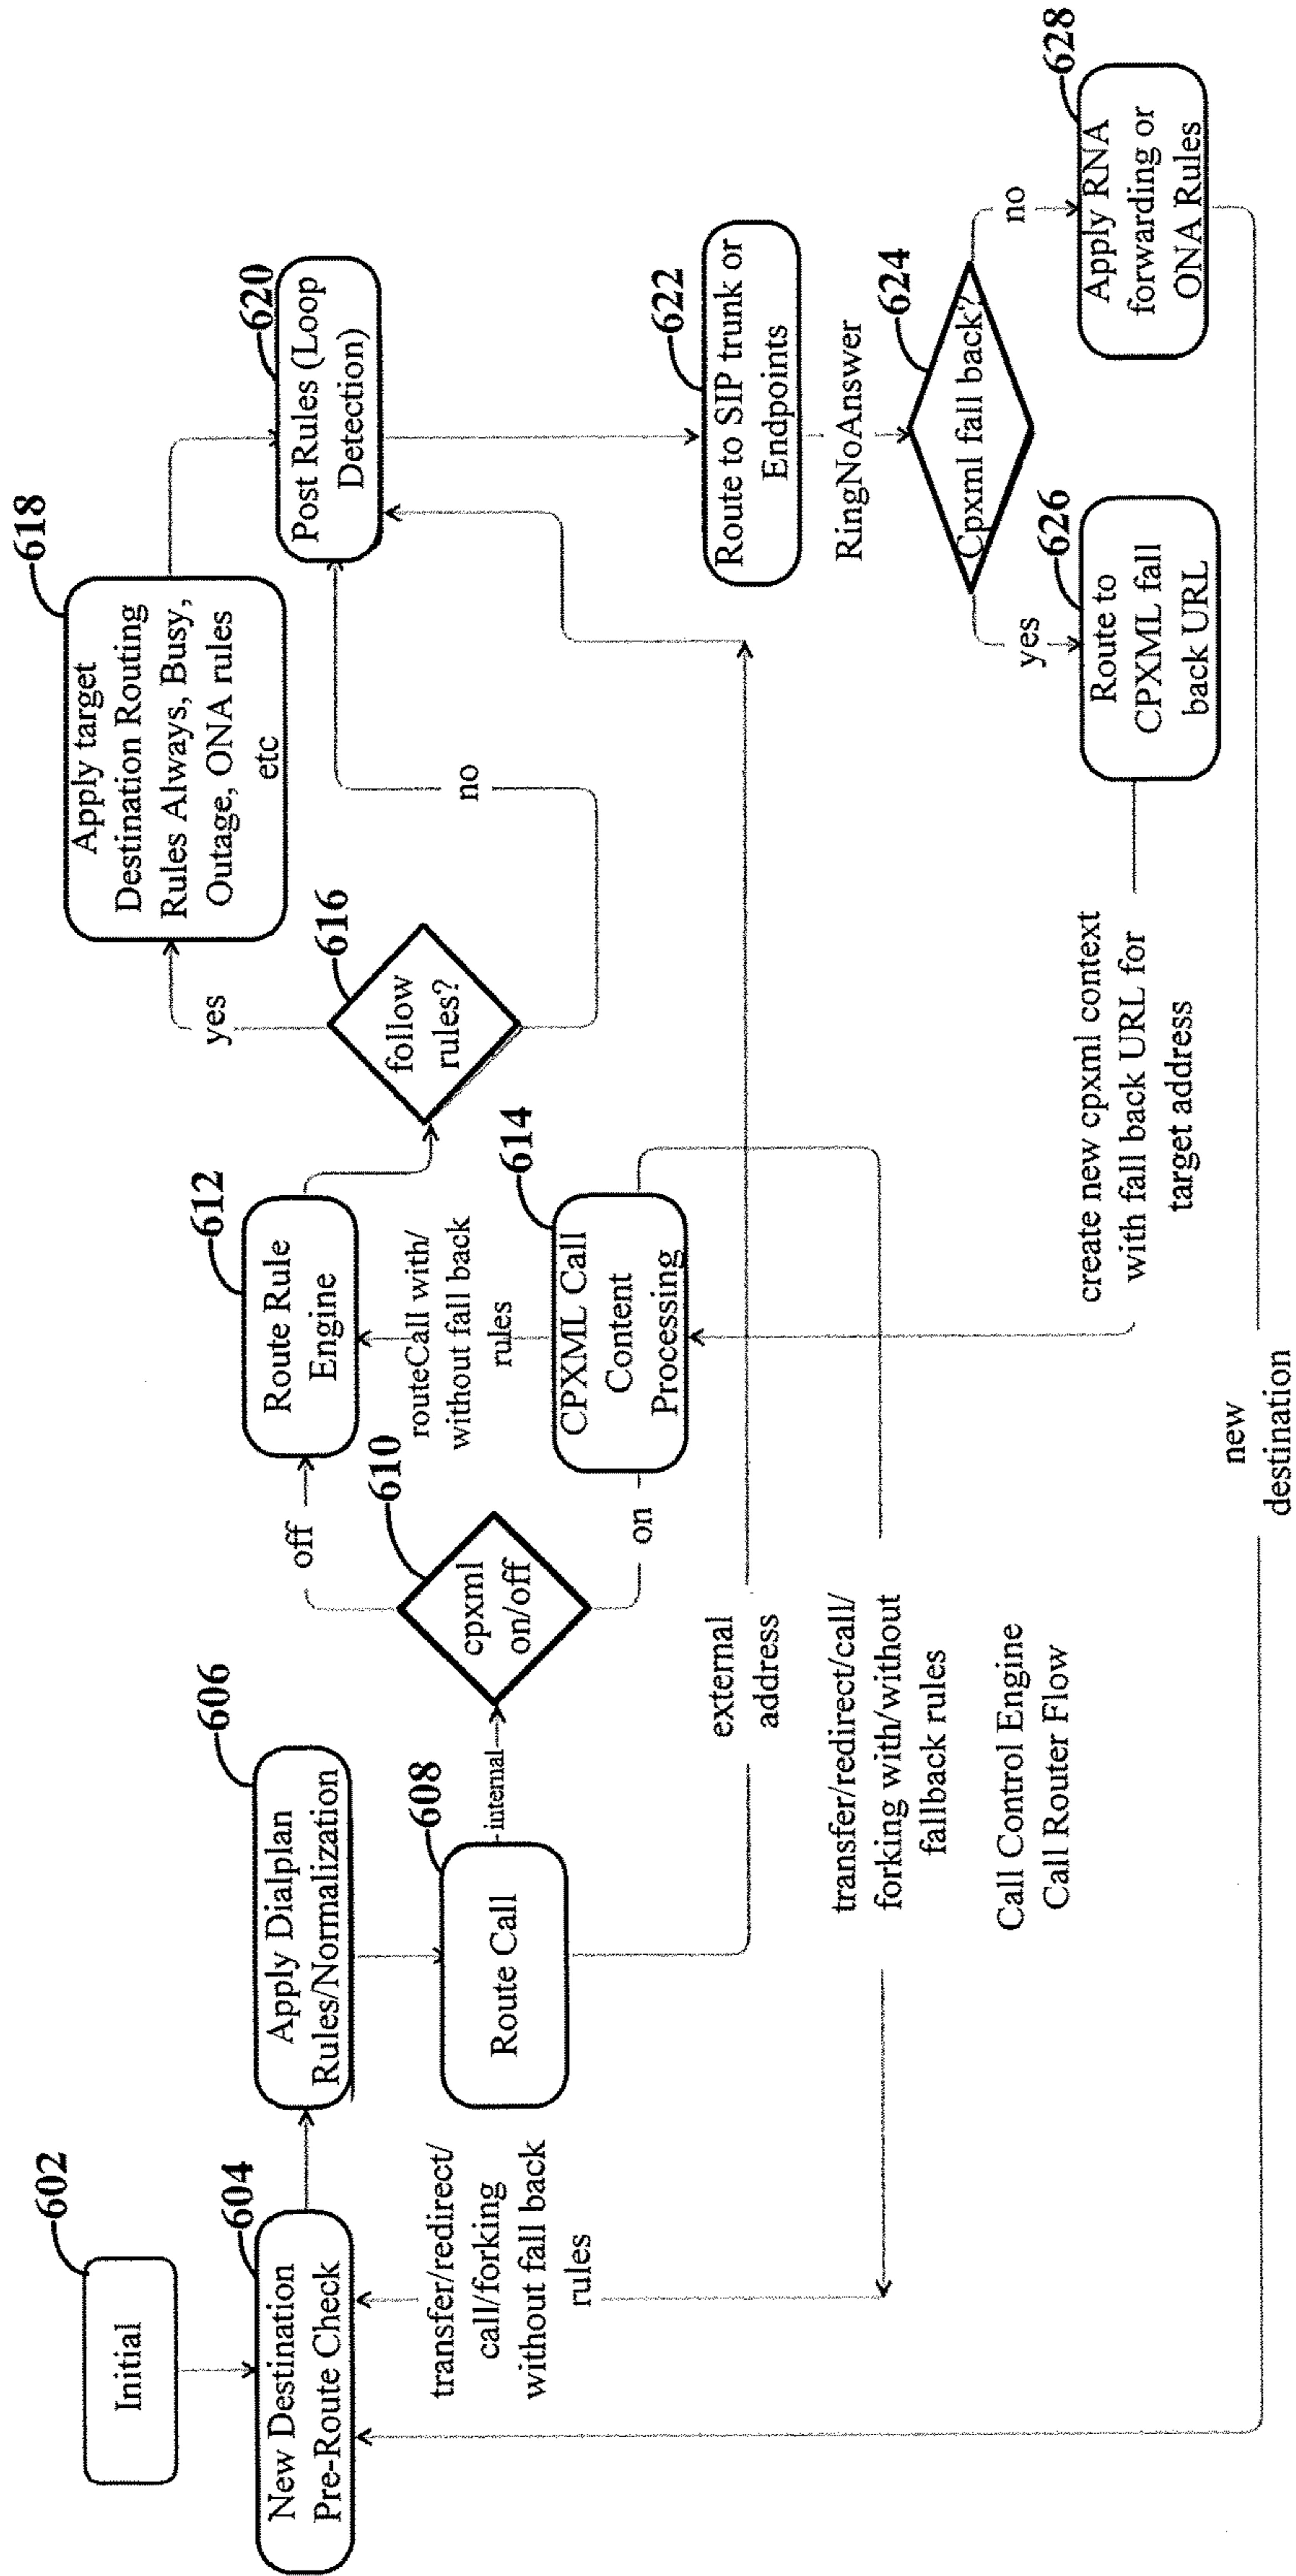 602
Initial
604
New Destination
Pre-Route Check
transfer/redirect/
call/forking
without fall back
rules
606
Apply Dialplan
Rules/Normalization
608
Route Call
internal
external
address
610
cpxml
on/off
off
on
612
Route Rule
Engine
routeCall with/
without fall back
rules
614
CPXML Call
Content
Processing
transfer/redirect/call/
forking with/without
fallback rules
616
follow
rules?
yes
no
618
Apply target
Destination Routing
Rules Always, Busy,
Outage, ONA rules
etc
620
Post Rules (Loop
Detection)
622
Route to SIP trunk or
Endpoints
RingNoAnswer
624
Cpxml fall back?
yes
no
626
Route to
CPXML fall
back URL
create new cpxml context
with fall back URL for
target address
628
Apply RNA
forwarding or
ONA Rules
new
destination
Call Control Engine
Call Router Flow